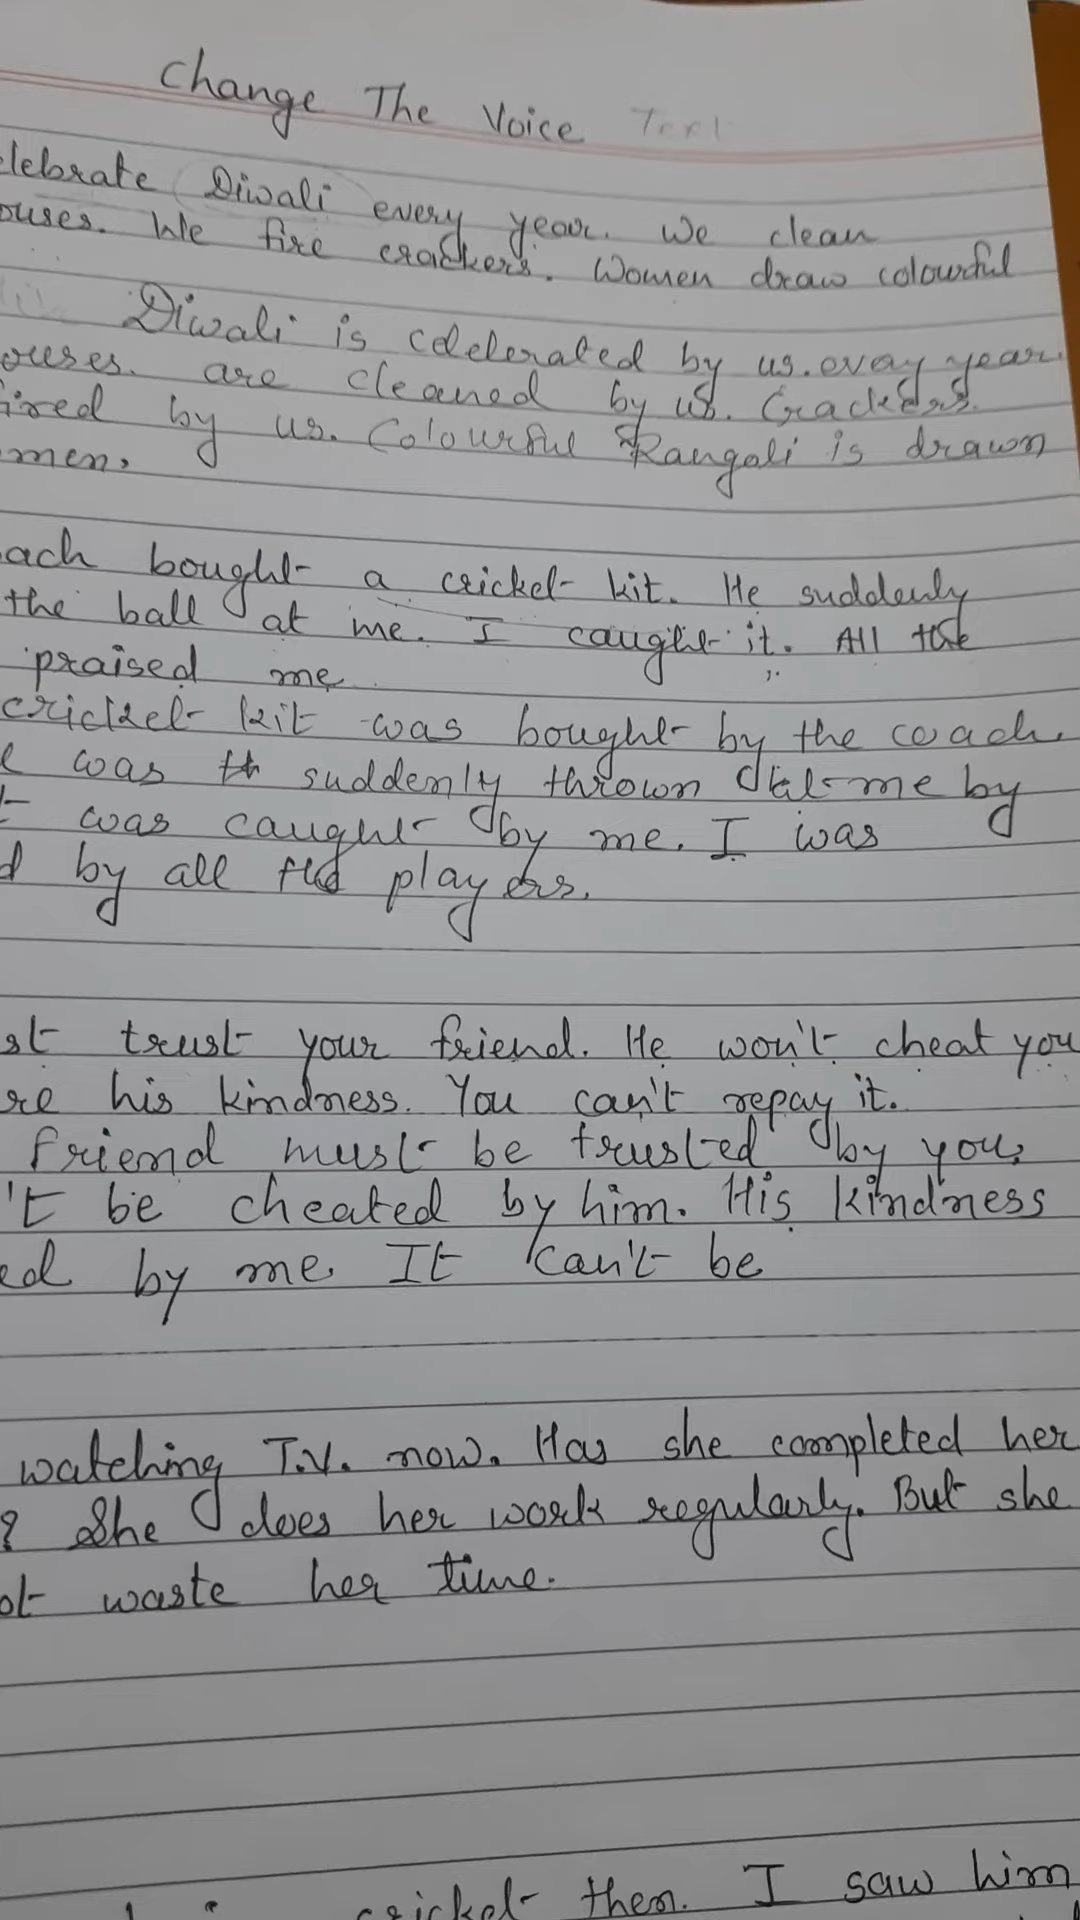 Change The Voice Text
elebrate Diwali every year. We clean
ouses. We fire crackers. Women draw colourful
Diwali is celebrated by us. every year.
ouses. are cleaned by us. Crackers.
ired by us. Colourful Rangoli is drawn
men.
oach bought a cricket kit. He suddenly
the ball at me. I caught it. All the
praised me
cricket kit was bought by the coach.
l was th suddenly thrown at me by
t was caught by me. I was
d by all the players.
st trust your friend. He won't cheat you
re his kindness. You can't repay it.
friend must be trusted by you.
't be cheated by him. His kindness
ed by me. It can't be
watching T.V. now. Has she completed her
? She does her work regularly. But she
ot waste her time.
cricket then. I saw him